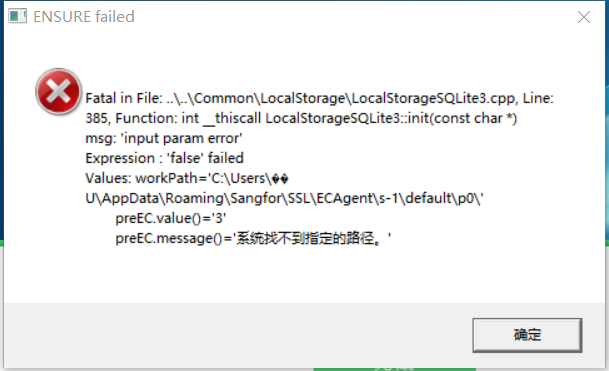 ENSURE failed
Fatal in File: ..\..\Common\LocalStorage\LocalStorageSQLite3.cpp, Line:
385, Function: int __thiscall LocalStorageSQLite3::init(const char *)
msg: 'input param error'
Expression : 'false' failed
Values: workPath='C:\Users\��
U\AppData\Roaming\Sangfor\SSL\ECAgent\s-1\default\p0\'
preEC.value()='3'
preEC.message()='系统找不到指定的路径。'
确定